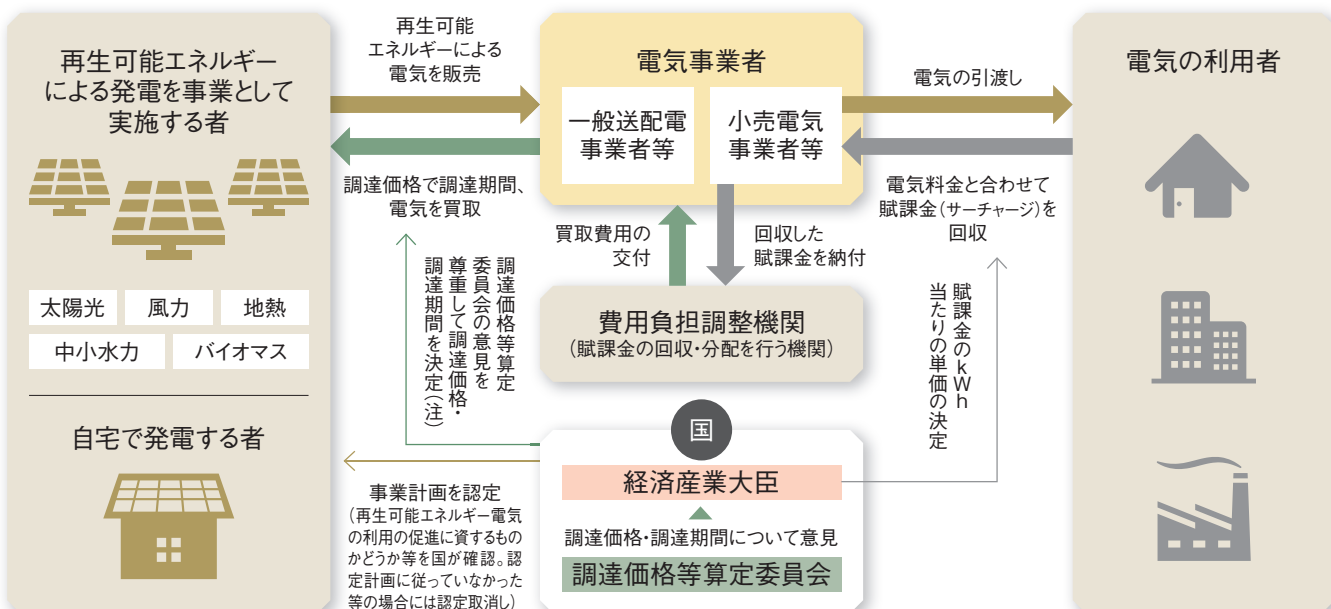 再生可能エネルギー
による発電を事業として
実施する者
太陽光
風力
地熱
中小水力
バイオマス
自宅で発電する者
再生可能
エネルギーによる
電気を販売
調達価格で調達期間、
電気を買取
調達価格等算定
委員会の意見を
尊重して調達価格・
調達期間を決定(注)
事業計画を認定
(再生可能エネルギー電気
の利用の促進に資するもの
かどうか等を国が確認。認
定計画に従っていなかった
等の場合には認定取消し)
電気事業者
一般送配電
事業者等
小売電気
事業者等
買取費用の
交付
回収した
賦課金を納付
費用負担調整機関
(賦課金の回収・分配を行う機関)
国
経済産業大臣
調達価格・調達期間について意見
調達価格等算定委員会
電気の引渡し
電気料金と合わせて
賦課金(サーチャージ)を
回収
賦課金のkWh
当たりの単価の決定
電気の利用者